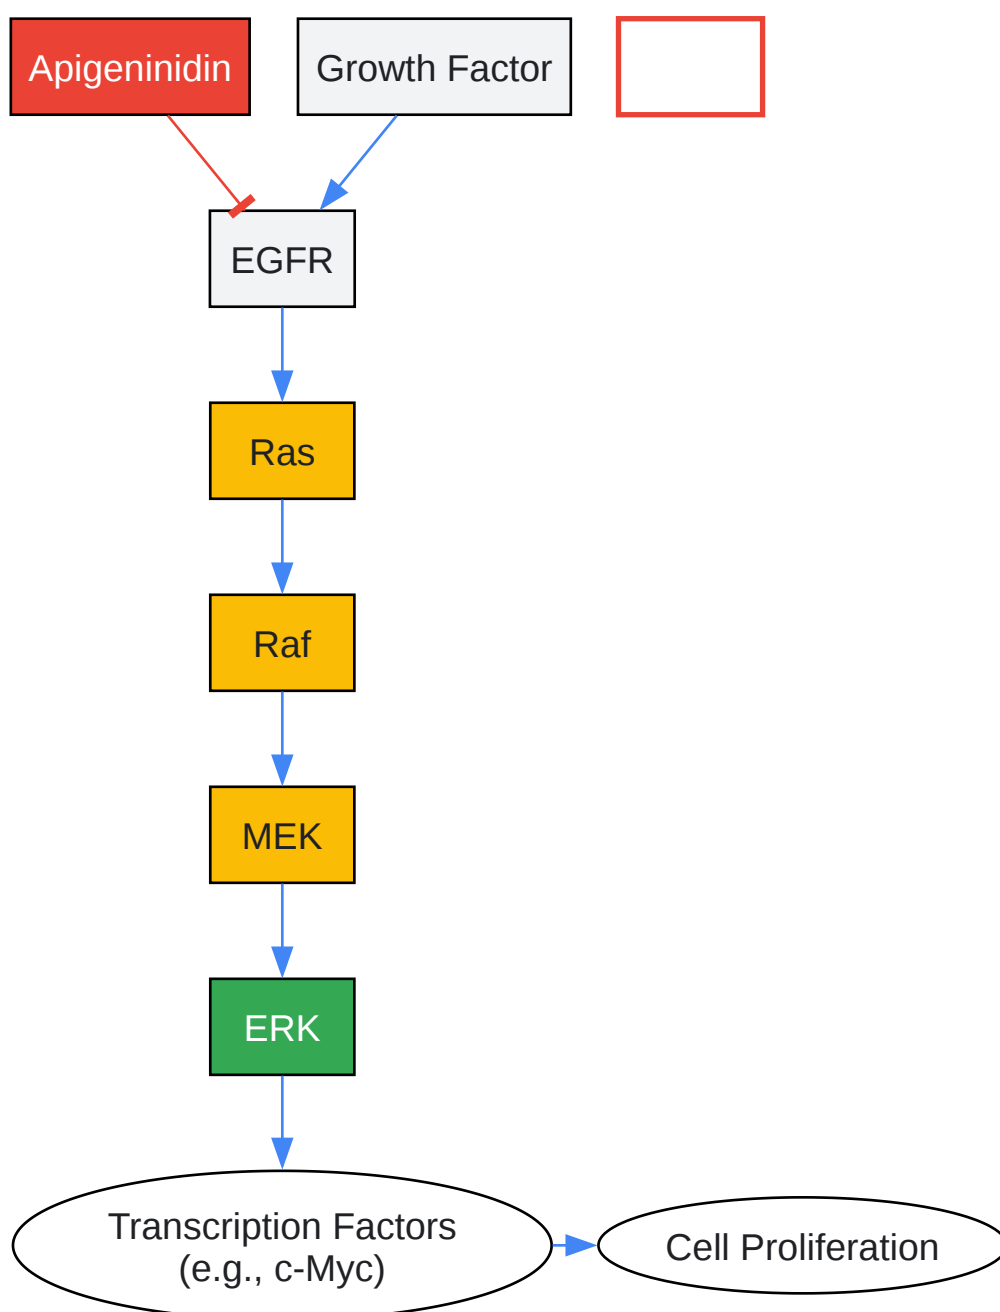 Apigeninidin
Growth Factor
EGFR
Ras
Raf
MEK
ERK
Transcription Factors
(e.g., c-Myc)
Cell Proliferation